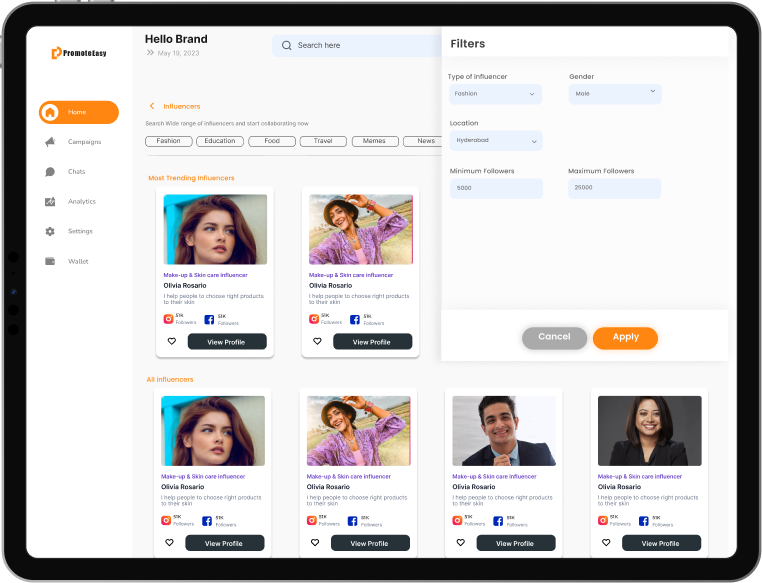 PromoteEasy
Home
Campaigns
Chats
Analytics
Settings
Wallet
Hello Brand
May 19, 2023
Search here
Influencers
Search Wide range of influencers and start collaborating now
Fashion Education Food Travel Memes News
Most Trending Influencers
Make-up & Skin care influencer Make-up & Skin care influencer
Olivia Rosario Olivia Rosario
I help people to choose right products I help people to choose right products
to their skin to their skin
51K 51K 51K 51K
Followers Followers Followers Followers
View Profile View Profile
Filters
Type of Influencer Gender
Fashion Male
Location
Hyderabad
Minimum Followers Maximum Followers
5000 25000
Cancel Apply
All influencers
Make-up & Skin care influencer Make-up & Skin care influencer Make-up & Skin care influencer Make-up & Skin care influencer
Olivia Rosario Olivia Rosario Olivia Rosario Olivia Rosario
I help people to choose right products I help people to choose right products I help people to choose right products I help people to choose right products
to their skin to their skin to their skin to their skin
51K 51K 51K 51K 51K 51K 51K 51K
Followers Followers Followers Followers Followers Followers Followers Followers
View Profile View Profile View Profile View Profile